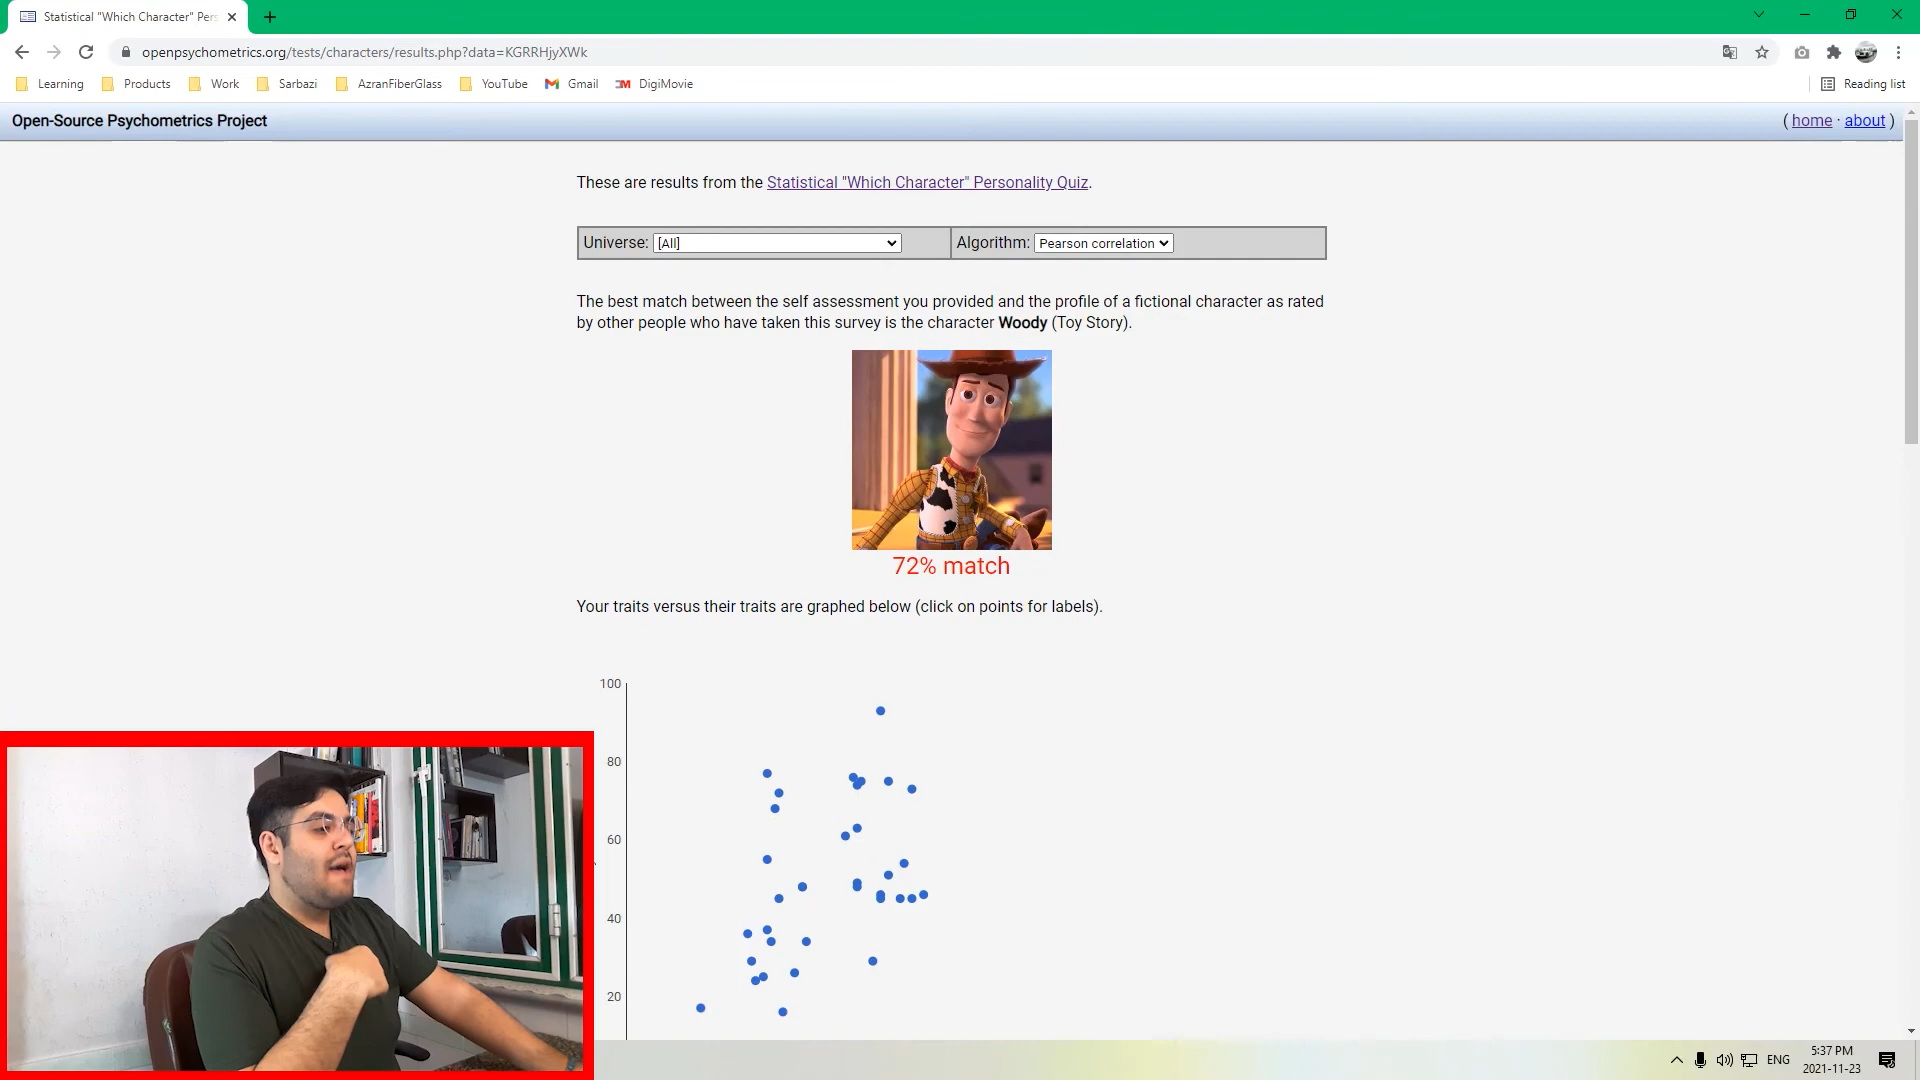 Statistical "Which Character" Pers
openpsychometrics.org/tests/characters/results.php?data=KGRRHjyXWk
Learning Products Work Sarbazi AzranFiberGlass YouTube Gmail DigiMovie Reading list
Open-Source Psychometrics Project ( home · about )
These are results from the Statistical "Which Character" Personality Quiz.
Universe: [All] Algorithm: Pearson correlation
The best match between the self assessment you provided and the profile of a fictional character as rated
by other people who have taken this survey is the character Woody (Toy Story).
72% match
Your traits versus their traits are graphed below (click on points for labels).
100
80
60
40
20
ENG 5:37 PM
2021-11-23